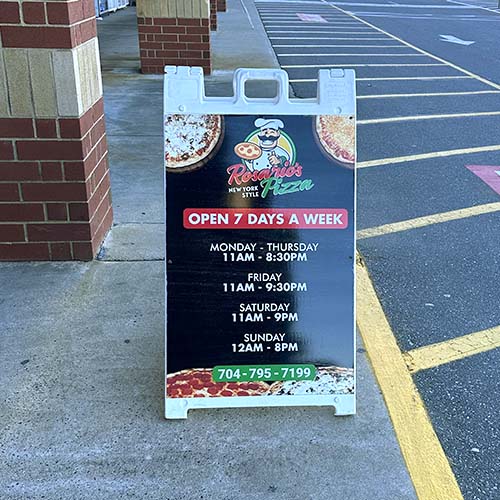 Rosario's
NEW YORK
STYLE Pizza
OPEN 7 DAYS A WEEK
MONDAY - THURSDAY
11AM - 8:30PM
FRIDAY
11AM - 9:30PM
SATURDAY
11AM - 9PM
SUNDAY
12AM - 8PM
704-795-7199